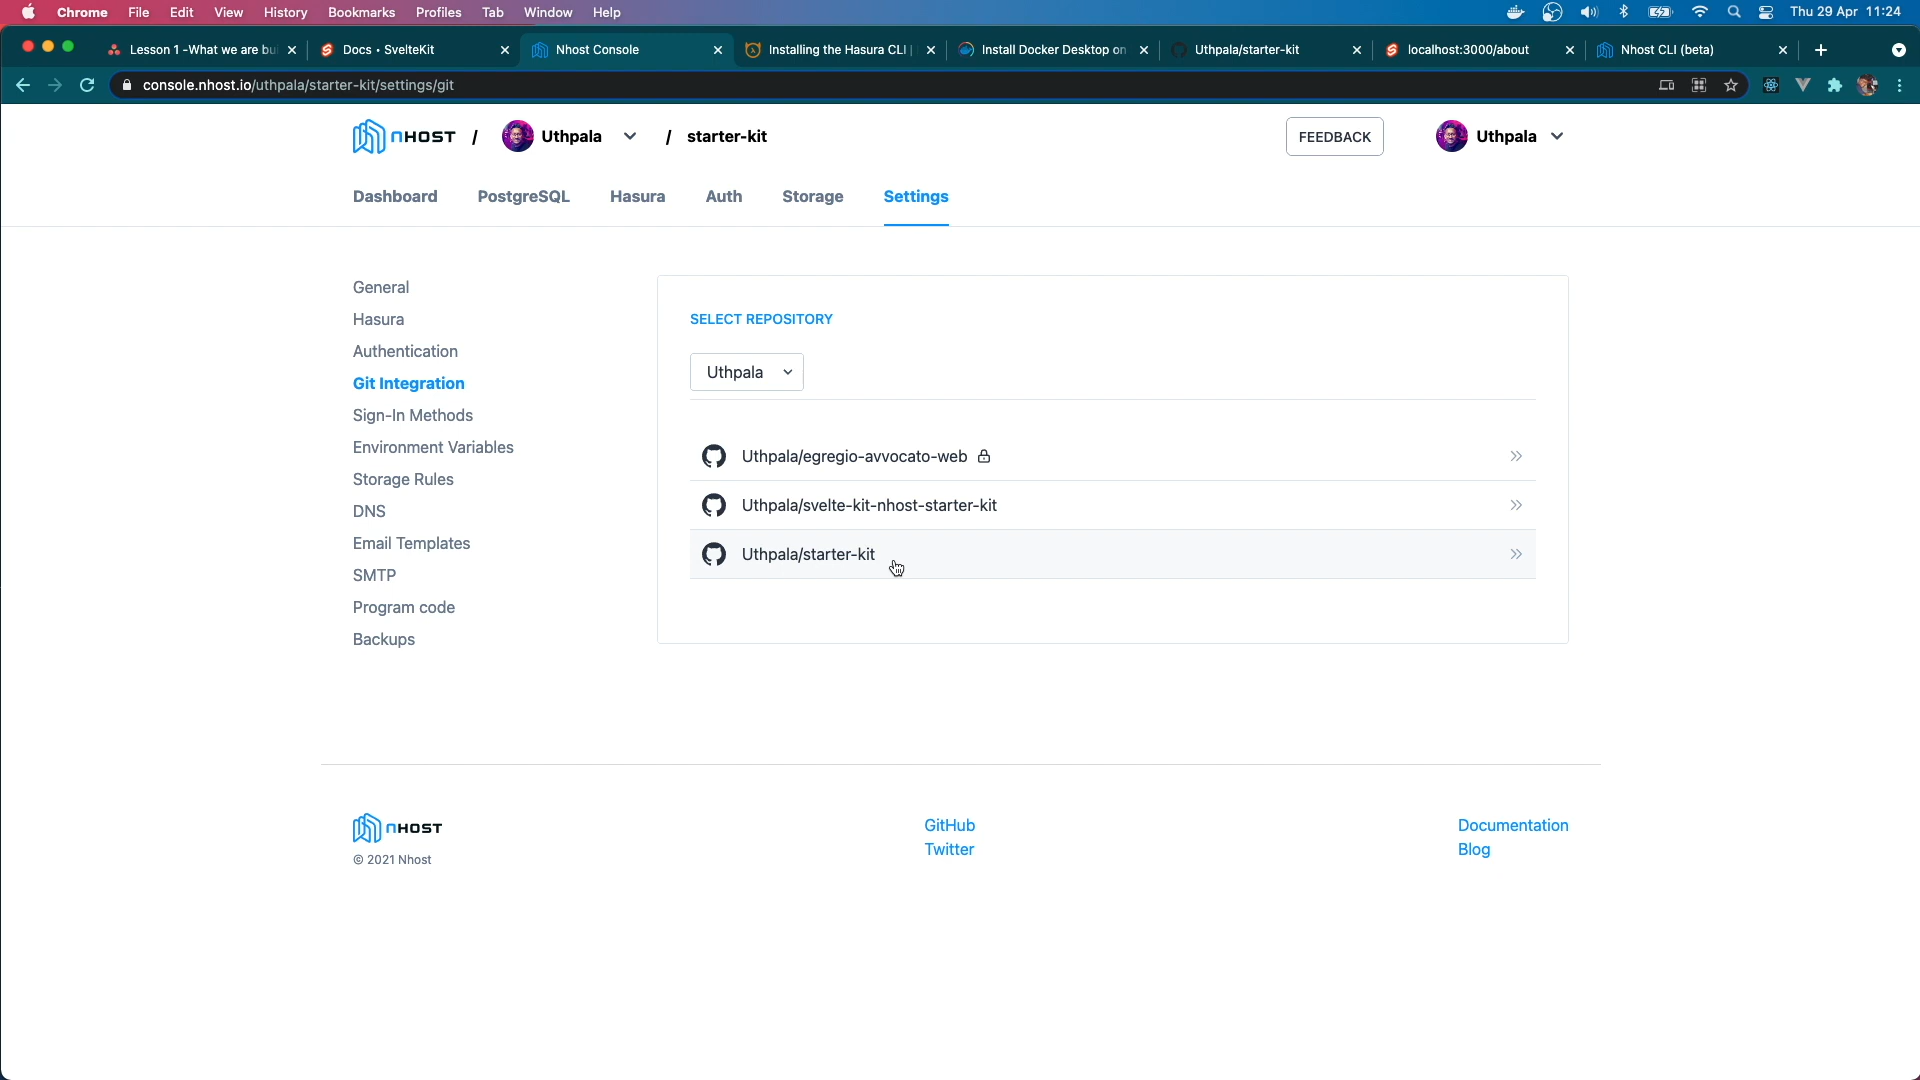 Chrome File Edit View History Bookmarks Profiles Tab Window Help Thu 29 Apr 11:24
Lesson 1 -What we are bu Docs • SvelteKit Nhost Console Installing the Hasura CLI | Install Docker Desktop on Uthpala/starter-kit localhost:3000/about Nhost CLI (beta)
console.nhost.io/uthpala/starter-kit/settings/git
nHOST / Uthpala / starter-kit FEEDBACK Uthpala
Dashboard PostgreSQL Hasura Auth Storage Settings
General
Hasura
Authentication
Git Integration
Sign-In Methods
Environment Variables
Storage Rules
DNS
Email Templates
SMTP
Program code
Backups
SELECT REPOSITORY
Uthpala
Uthpala/egregio-avvocato-web
Uthpala/svelte-kit-nhost-starter-kit
Uthpala/starter-kit
nHOST
© 2021 Nhost
GitHub
Twitter
Documentation
Blog